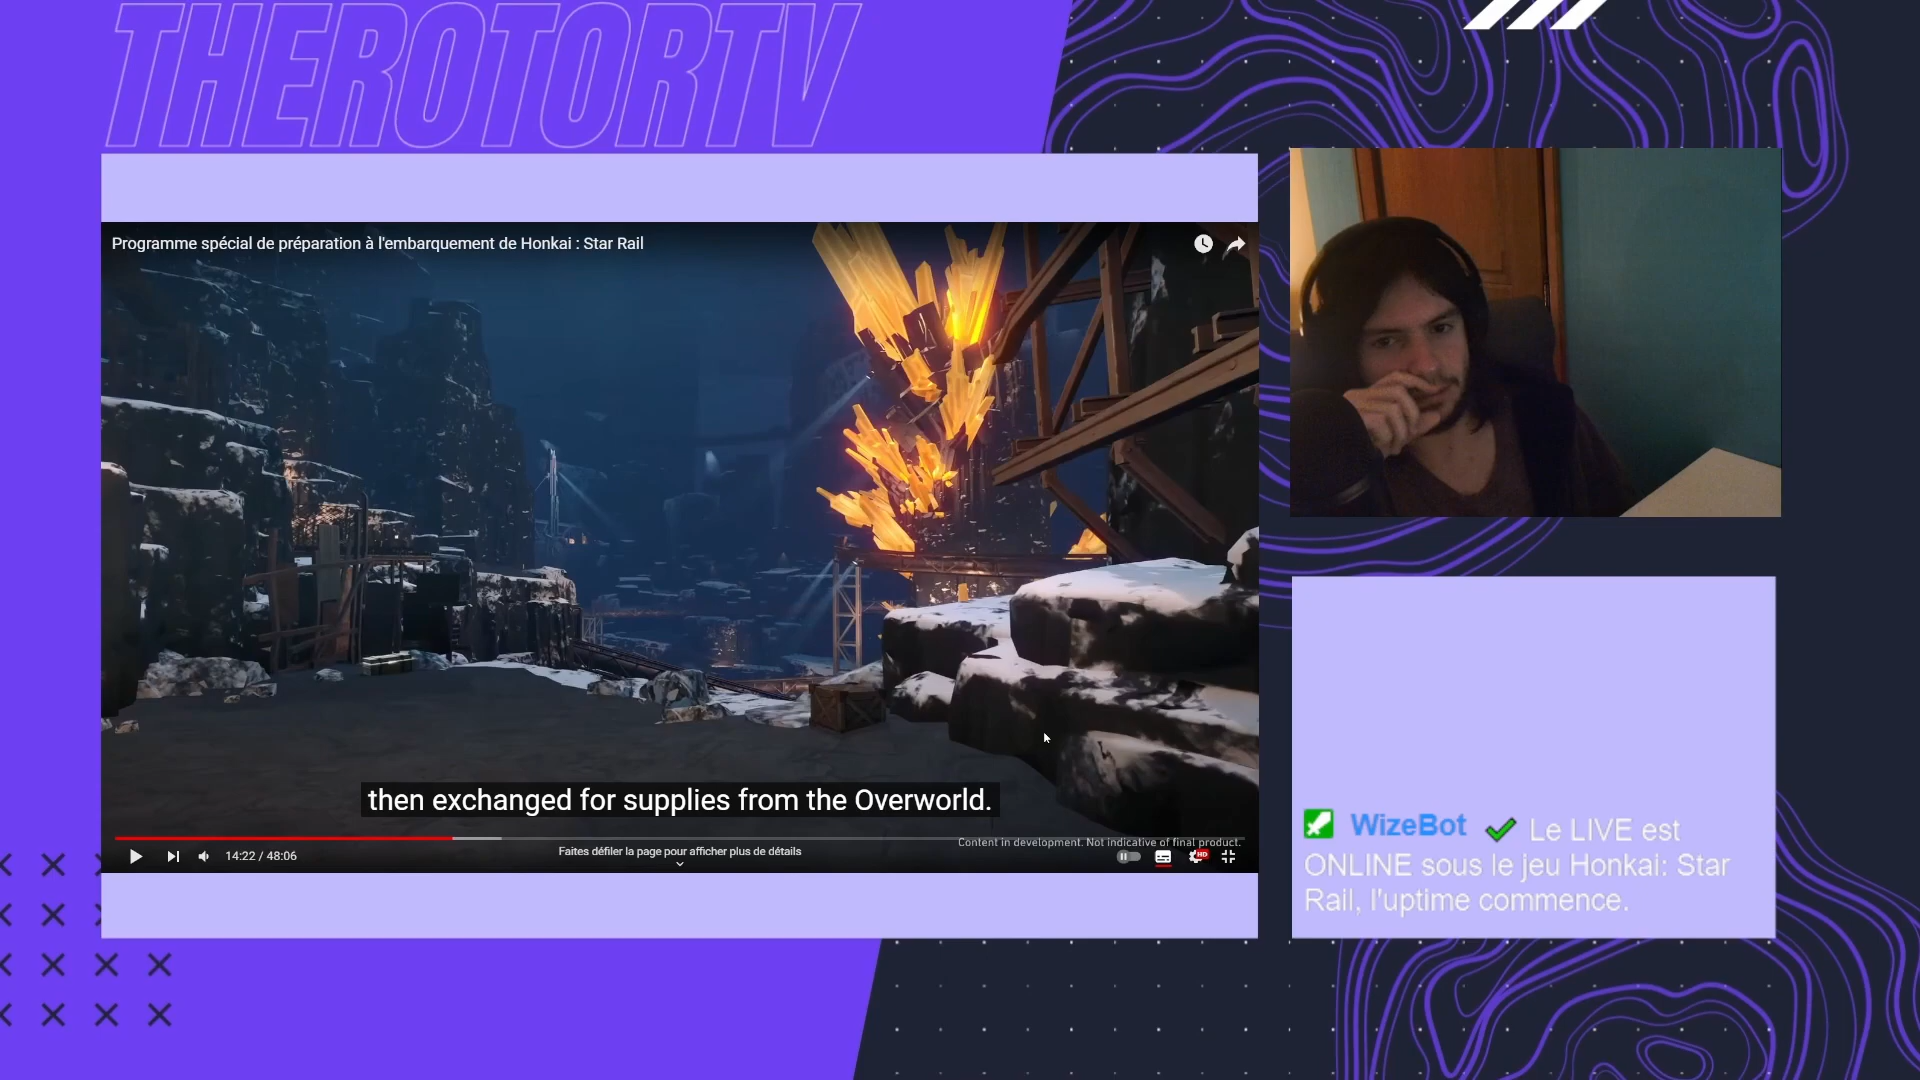 THEROTORTV
Programme spécial de préparation à l'embarquement de Honkai : Star Rail
then exchanged for supplies from the Overworld.
Content in development. Not indicative of final product.
14:22 / 48:06
Faites défiler la page pour afficher plus de détails
HD
WizeBot Le LIVE est
ONLINE sous le jeu Honkai: Star
Rail, l'uptime commence.